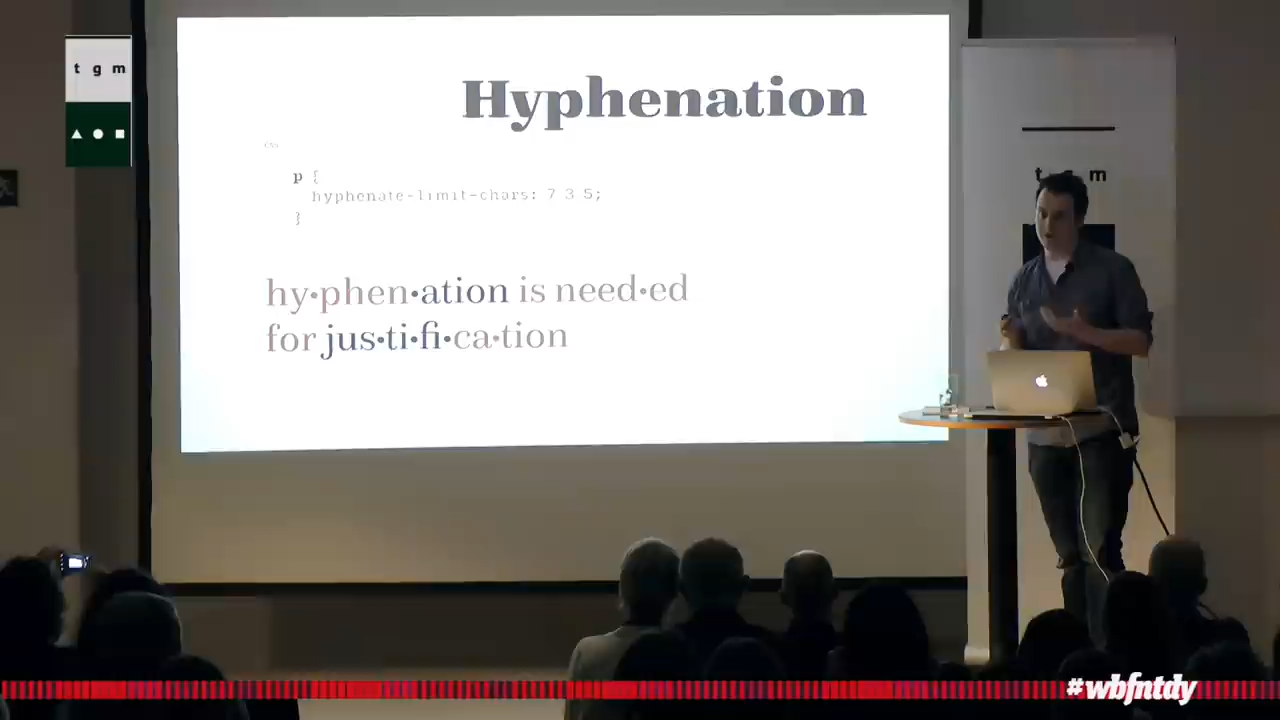 t g m
Hyphenation
css
p {
hyphenate-limit-chars: 7 3 5;
}
hy·phen·ation is need·ed
for jus·ti·fi·ca·tion
#wbfntdy